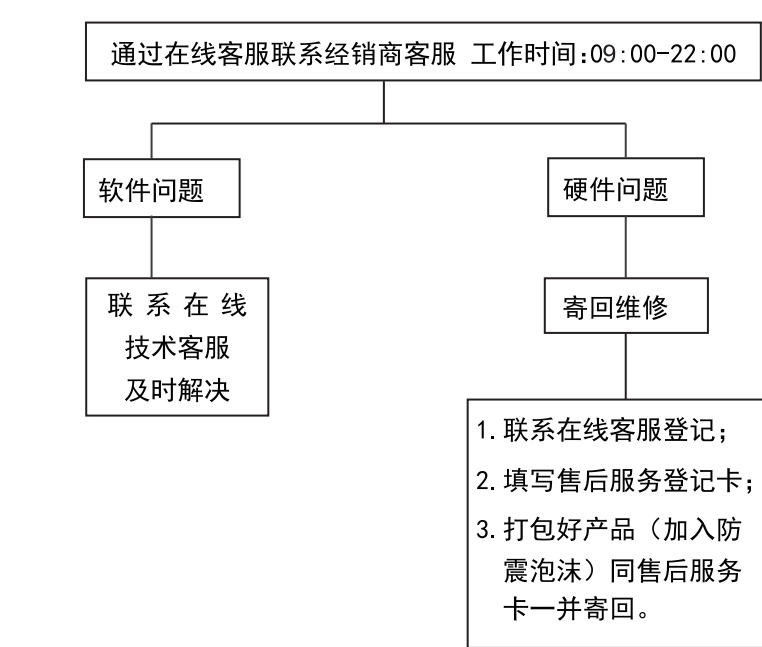 通过在线客服联系经销商客服 工作时间:09:00-22:00
软件问题
硬件问题
联系在线
技术客服
及时解决
寄回维修
1.联系在线客服登记;
2.填写售后服务登记卡;
3.打包好产品（加入防
震泡沫）同售后服务
卡一并寄回。